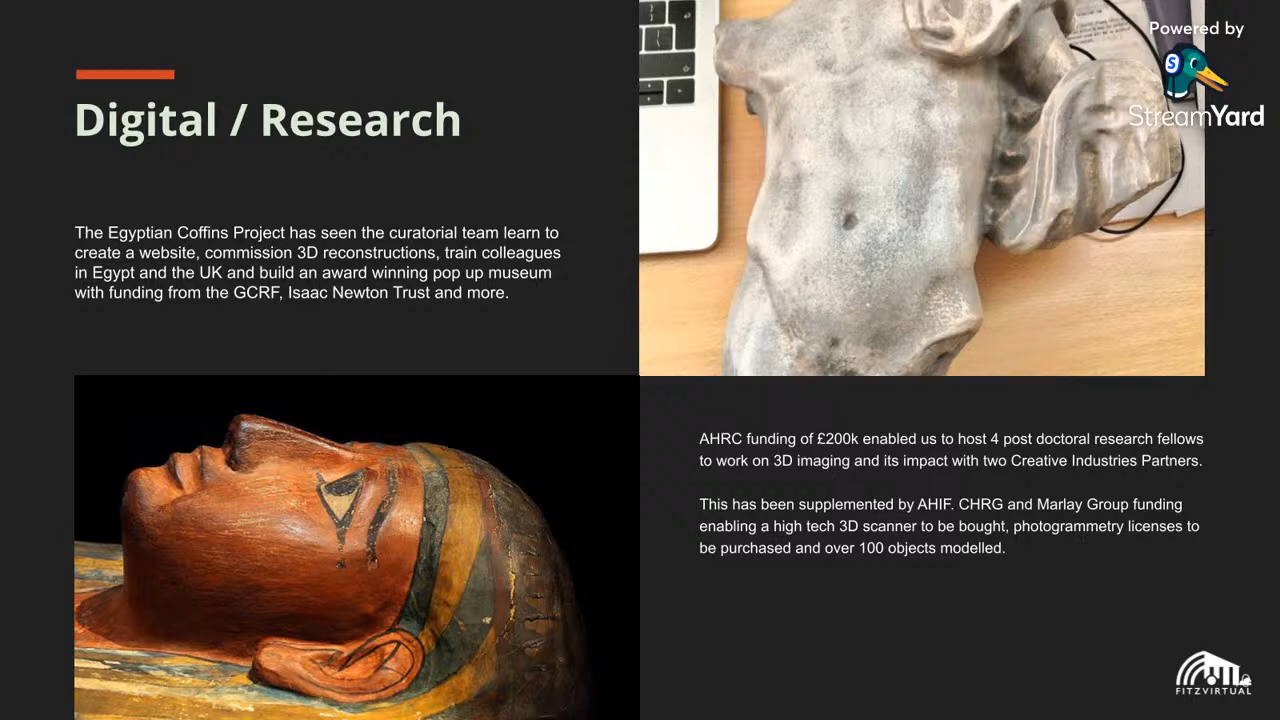 Powered by
StreamYard
Digital / Research
The Egyptian Coffins Project has seen the curatorial team learn to
create a website, commission 3D reconstructions, train colleagues
in Egypt and the UK and build an award winning pop up museum
with funding from the GCRF, Isaac Newton Trust and more.
AHRC funding of £200k enabled us to host 4 post doctoral research fellows
to work on 3D imaging and its impact with two Creative Industries Partners.
This has been supplemented by AHIF. CHRG and Marlay Group funding
enabling a high tech 3D scanner to be bought, photogrammetry licenses to
be purchased and over 100 objects modelled.
FITZVIRTUAL